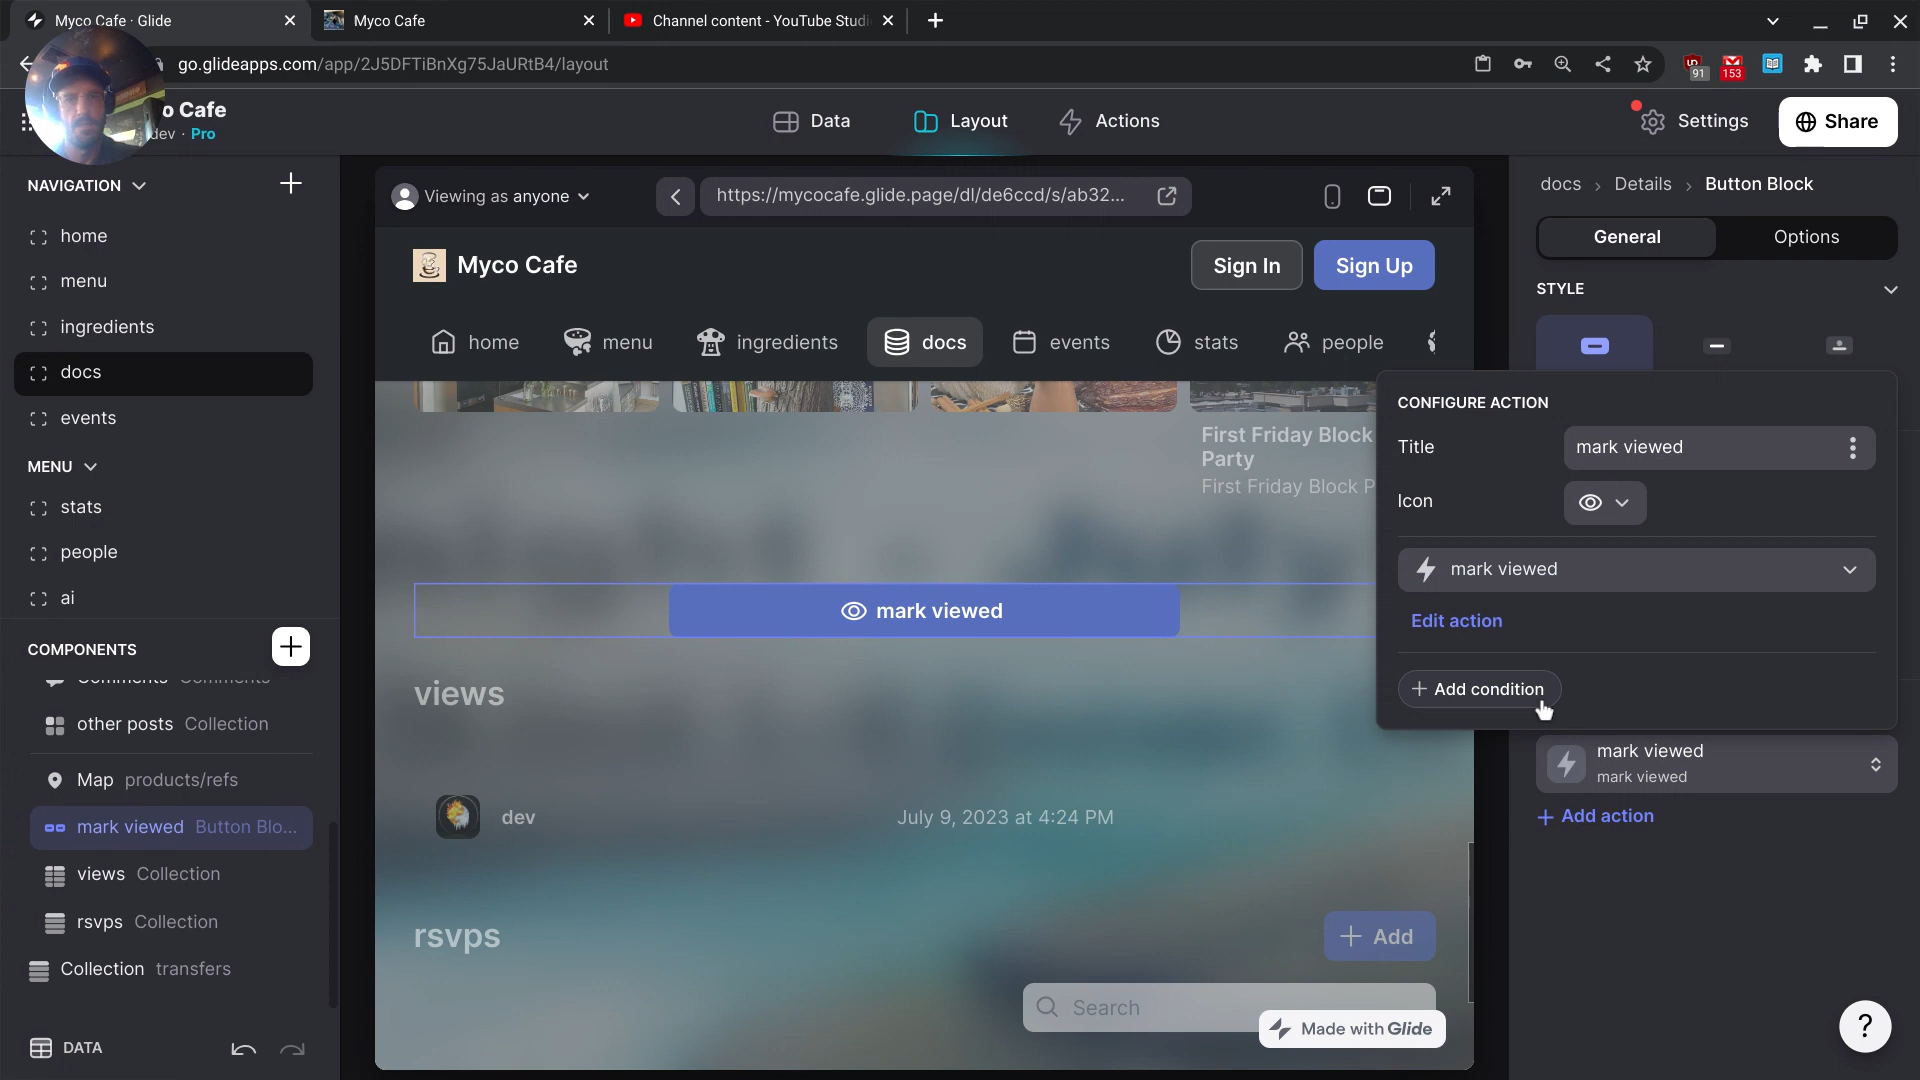 Myco Cafe · Glide
Myco Cafe
Channel content - YouTube Studi
go.glideapps.com/app/2J5DFTiBnXg75JaURtB4/layout
91
153
o Cafe
dev · Pro
Data
Layout
Actions
Settings
Share
NAVIGATION
home
menu
ingredients
docs
events
MENU
stats
people
ai
COMPONENTS
Comments Comments
other posts Collection
Map products/refs
mark viewed Button Blo...
views Collection
rsvps Collection
Collection transfers
DATA
Viewing as anyone
https://mycocafe.glide.page/dl/de6ccd/s/ab32...
Myco Cafe
Sign In
Sign Up
home
menu
ingredients
docs
events
stats
people
First Friday Block
Party
First Friday Block P
mark viewed
views
dev
July 9, 2023 at 4:24 PM
rsvps
Add
Search
Made with Glide
docs › Details › Button Block
General
Options
STYLE
CONFIGURE ACTION
Title
mark viewed
Icon
mark viewed
Edit action
+ Add condition
mark viewed
mark viewed
+ Add action
?